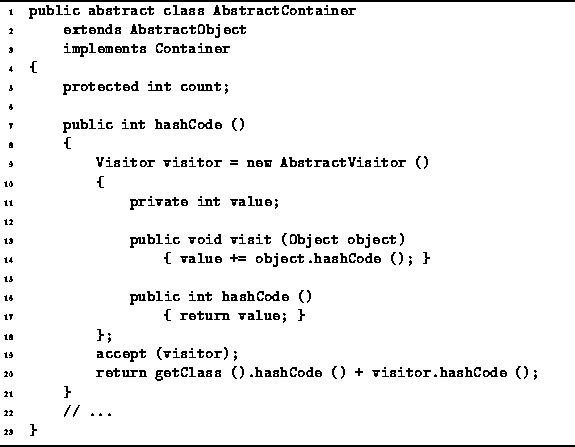 1 public abstract class AbstractContainer
2     extends AbstractObject
3     implements Container
4 {
5     protected int count;
6
7     public int hashCode ()
8     {
9         Visitor visitor = new AbstractVisitor ()
10         {
11             private int value;
12
13             public void visit (Object object)
14                 { value += object.hashCode (); }
15
16             public int hashCode ()
17                 { return value; }
18         };
19         accept (visitor);
20         return getClass ().hashCode () + visitor.hashCode ();
21     }
22     // ...
23 }